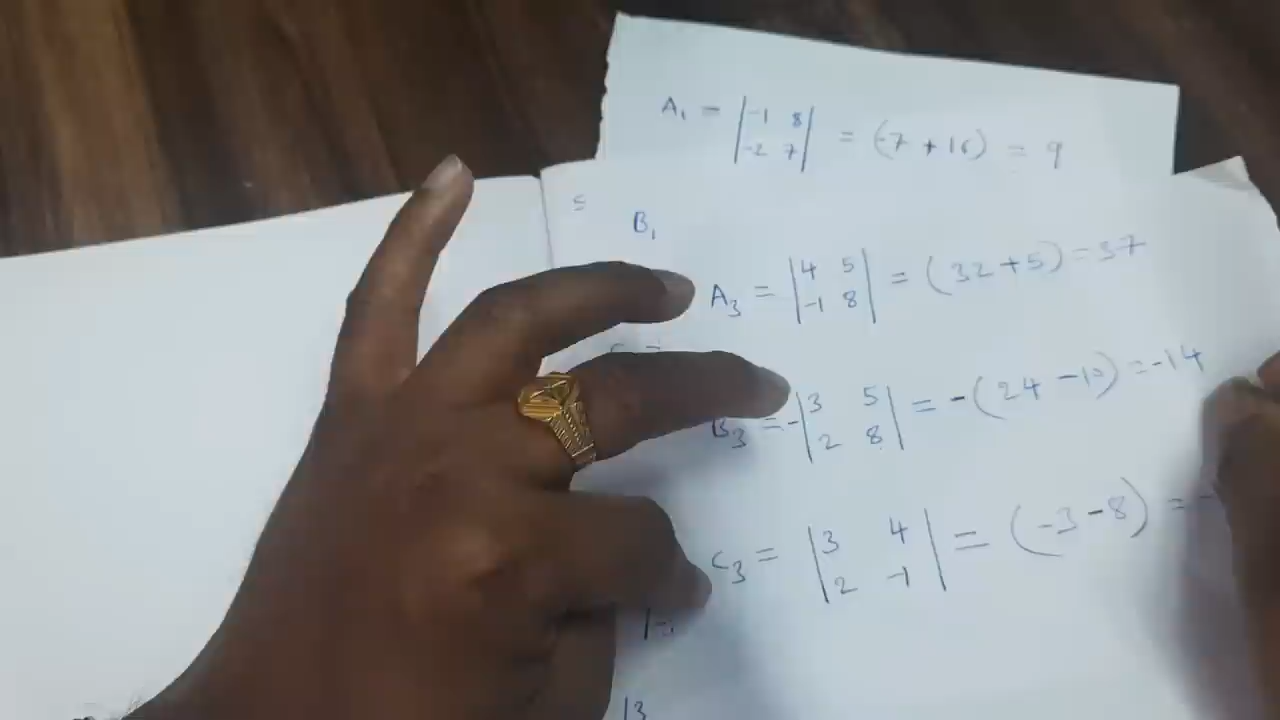 A₁ = |-1 8
-2 7| = (-7 + 16) = 9
B₁
A₃ = |4 5
-1 8| = (32+5) = 37
B₃ = -|3 5
2 8| = -(24 - 10) = -14
C₃ = |3 4
2 -1| = (-3 - 8) = -
13